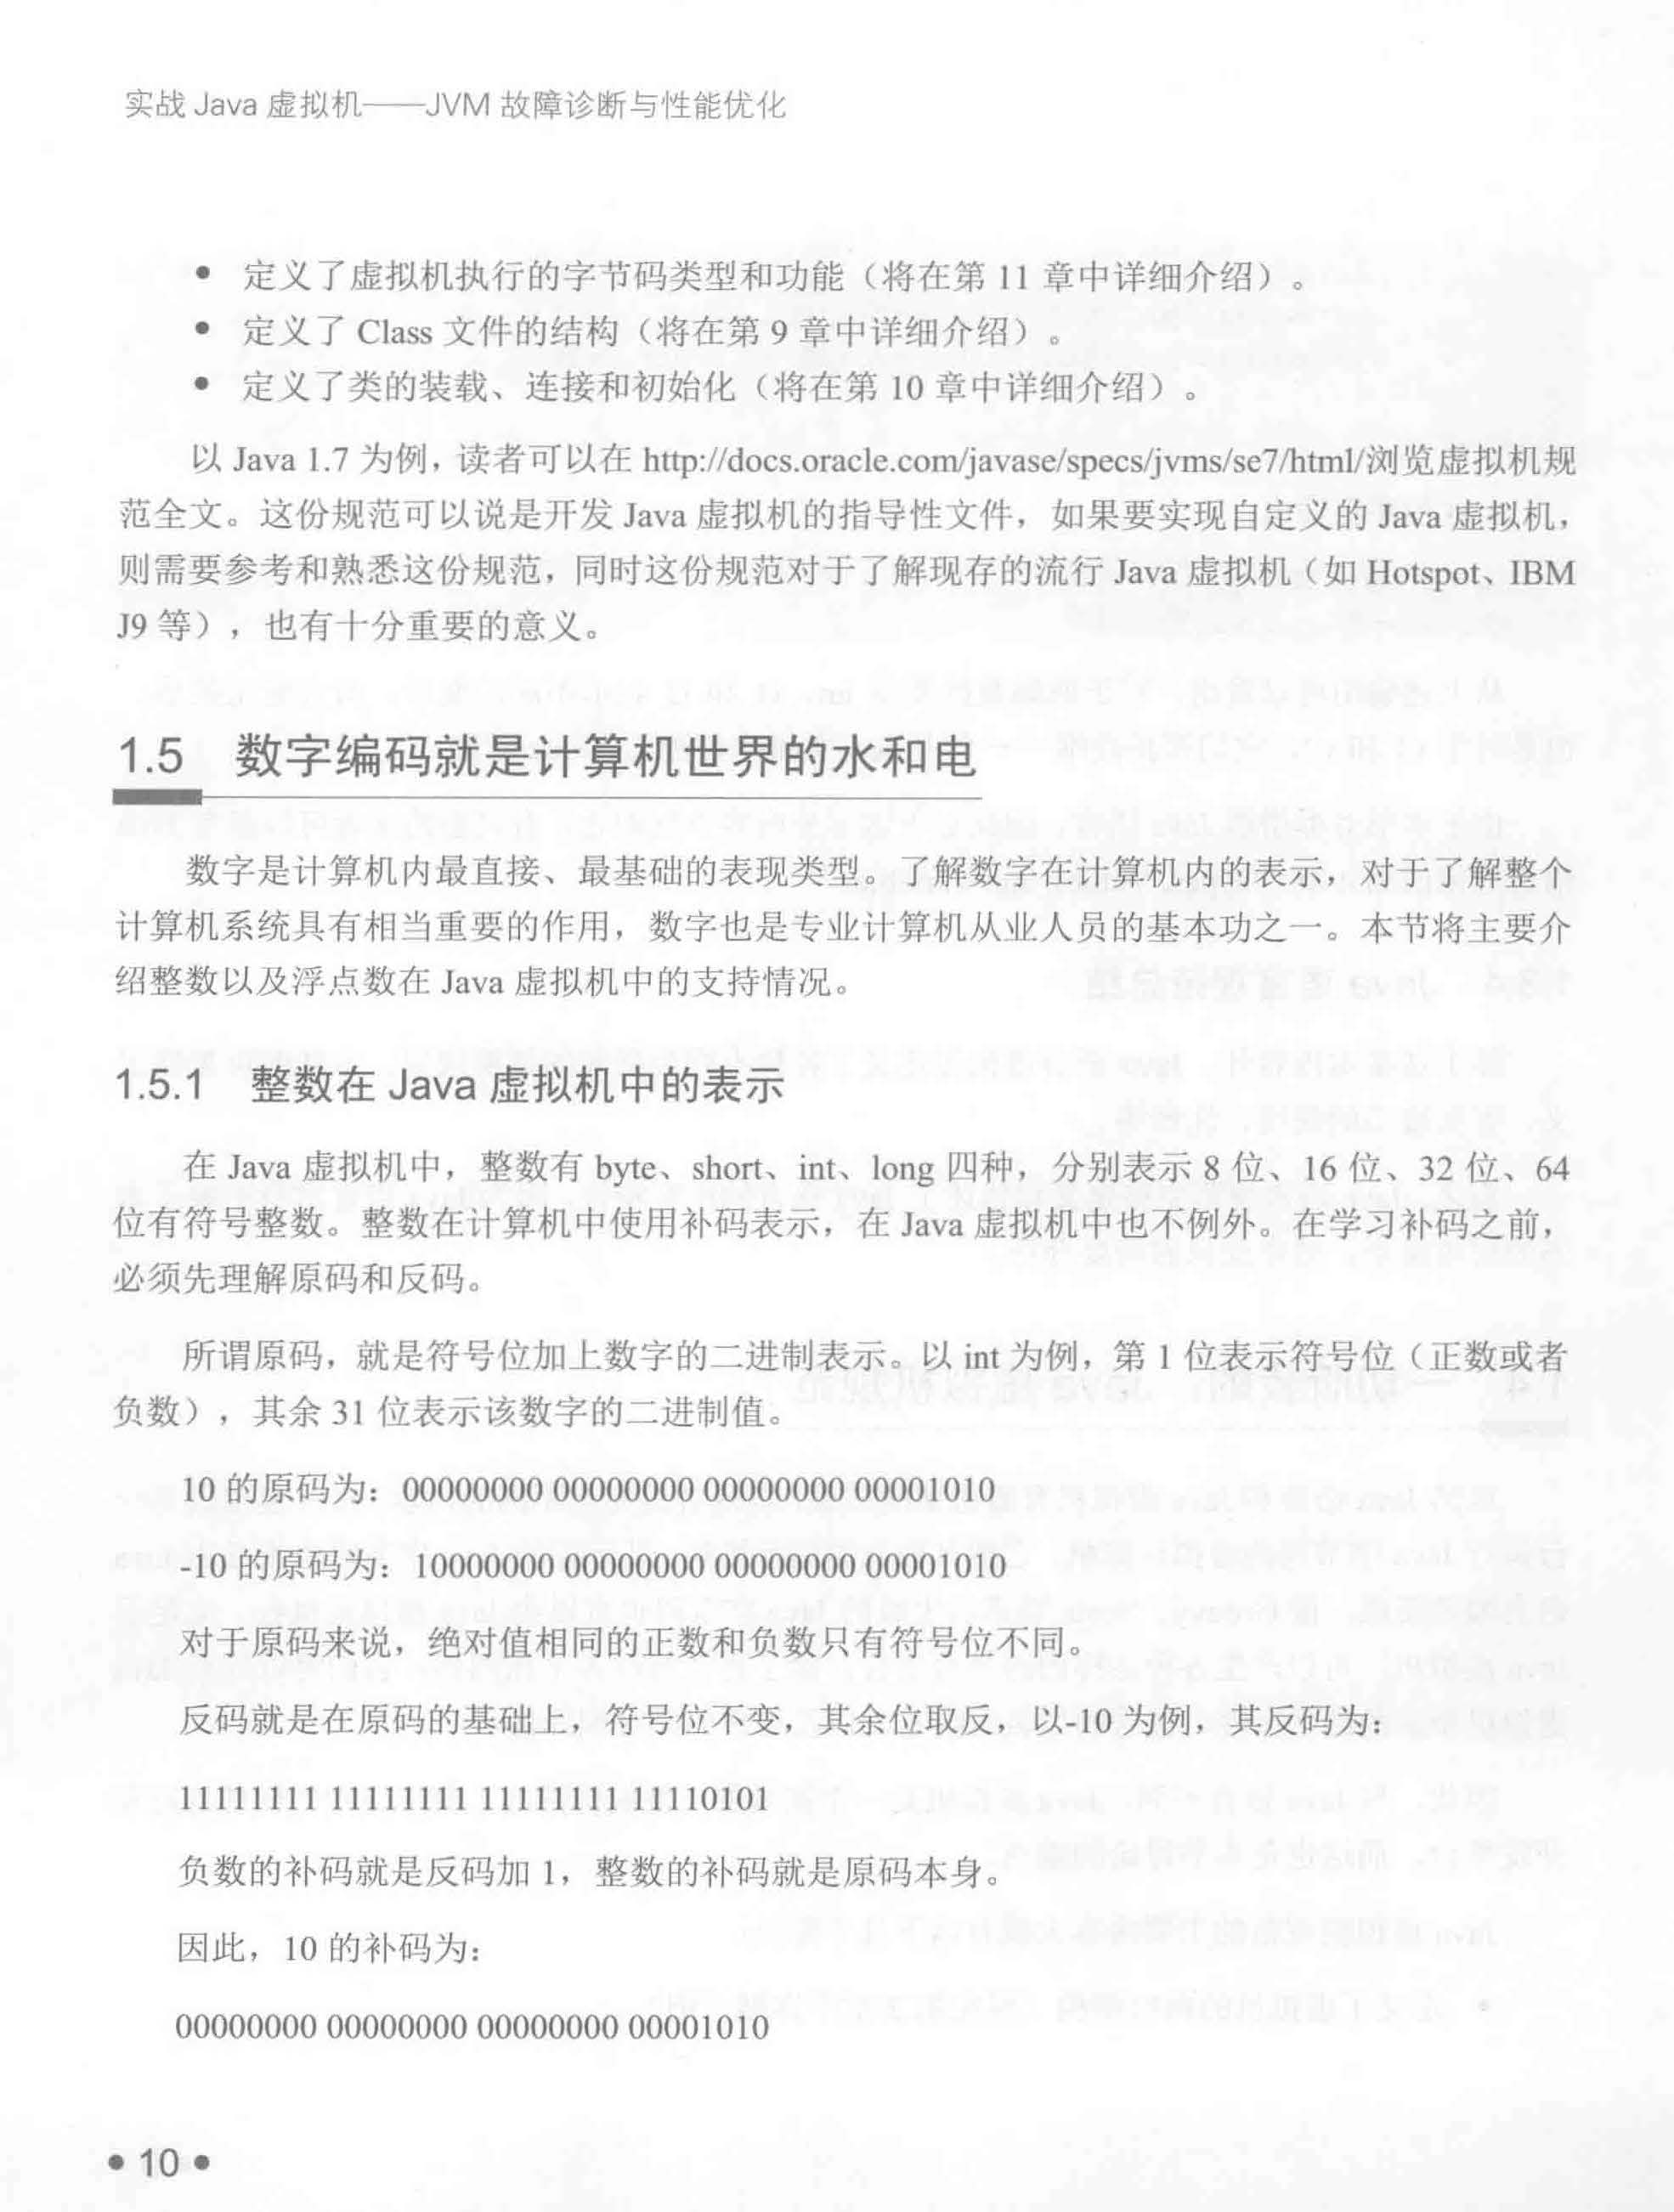 实战 Java 虚拟机——JVM 故障诊断与性能优化
● 定义了虚拟机执行的字节码类型和功能（将在第 11 章中详细介绍）。
● 定义了 Class 文件的结构（将在第 9 章中详细介绍）。
● 定义了类的装载、连接和初始化（将在第 10 章中详细介绍）。
以 Java 1.7 为例，读者可以在 http://docs.oracle.com/javase/specs/jvms/se7/html/浏览虚拟机规
范全文。这份规范可以说是开发 Java 虚拟机的指导性文件，如果要实现自定义的 Java 虚拟机，
则需要参考和熟悉这份规范，同时这份规范对于了解现存的流行 Java 虚拟机（如 Hotspot、IBM
J9 等），也有十分重要的意义。
1.5 数字编码就是计算机世界的水和电
数字是计算机内最直接、最基础的表现类型。了解数字在计算机内的表示，对于了解整个
计算机系统具有相当重要的作用，数字也是专业计算机从业人员的基本功之一。本节将主要介
绍整数以及浮点数在 Java 虚拟机中的支持情况。
1.5.1 整数在 Java 虚拟机中的表示
在 Java 虚拟机中，整数有 byte、short、int、long 四种，分别表示 8 位、16 位、32 位、64
位有符号整数。整数在计算机中使用补码表示，在 Java 虚拟机中也不例外。在学习补码之前，
必须先理解原码和反码。
所谓原码，就是符号位加上数字的二进制表示。以 int 为例，第 1 位表示符号位（正数或者
负数），其余 31 位表示该数字的二进制值。
10 的原码为：00000000 00000000 00000000 00001010
-10 的原码为：10000000 00000000 00000000 00001010
对于原码来说，绝对值相同的正数和负数只有符号位不同。
反码就是在原码的基础上，符号位不变，其余位取反，以-10 为例，其反码为：
11111111 11111111 11111111 11110101
负数的补码就是反码加 1，整数的补码就是原码本身。
因此，10 的补码为：
00000000 00000000 00000000 00001010
● 10 ●